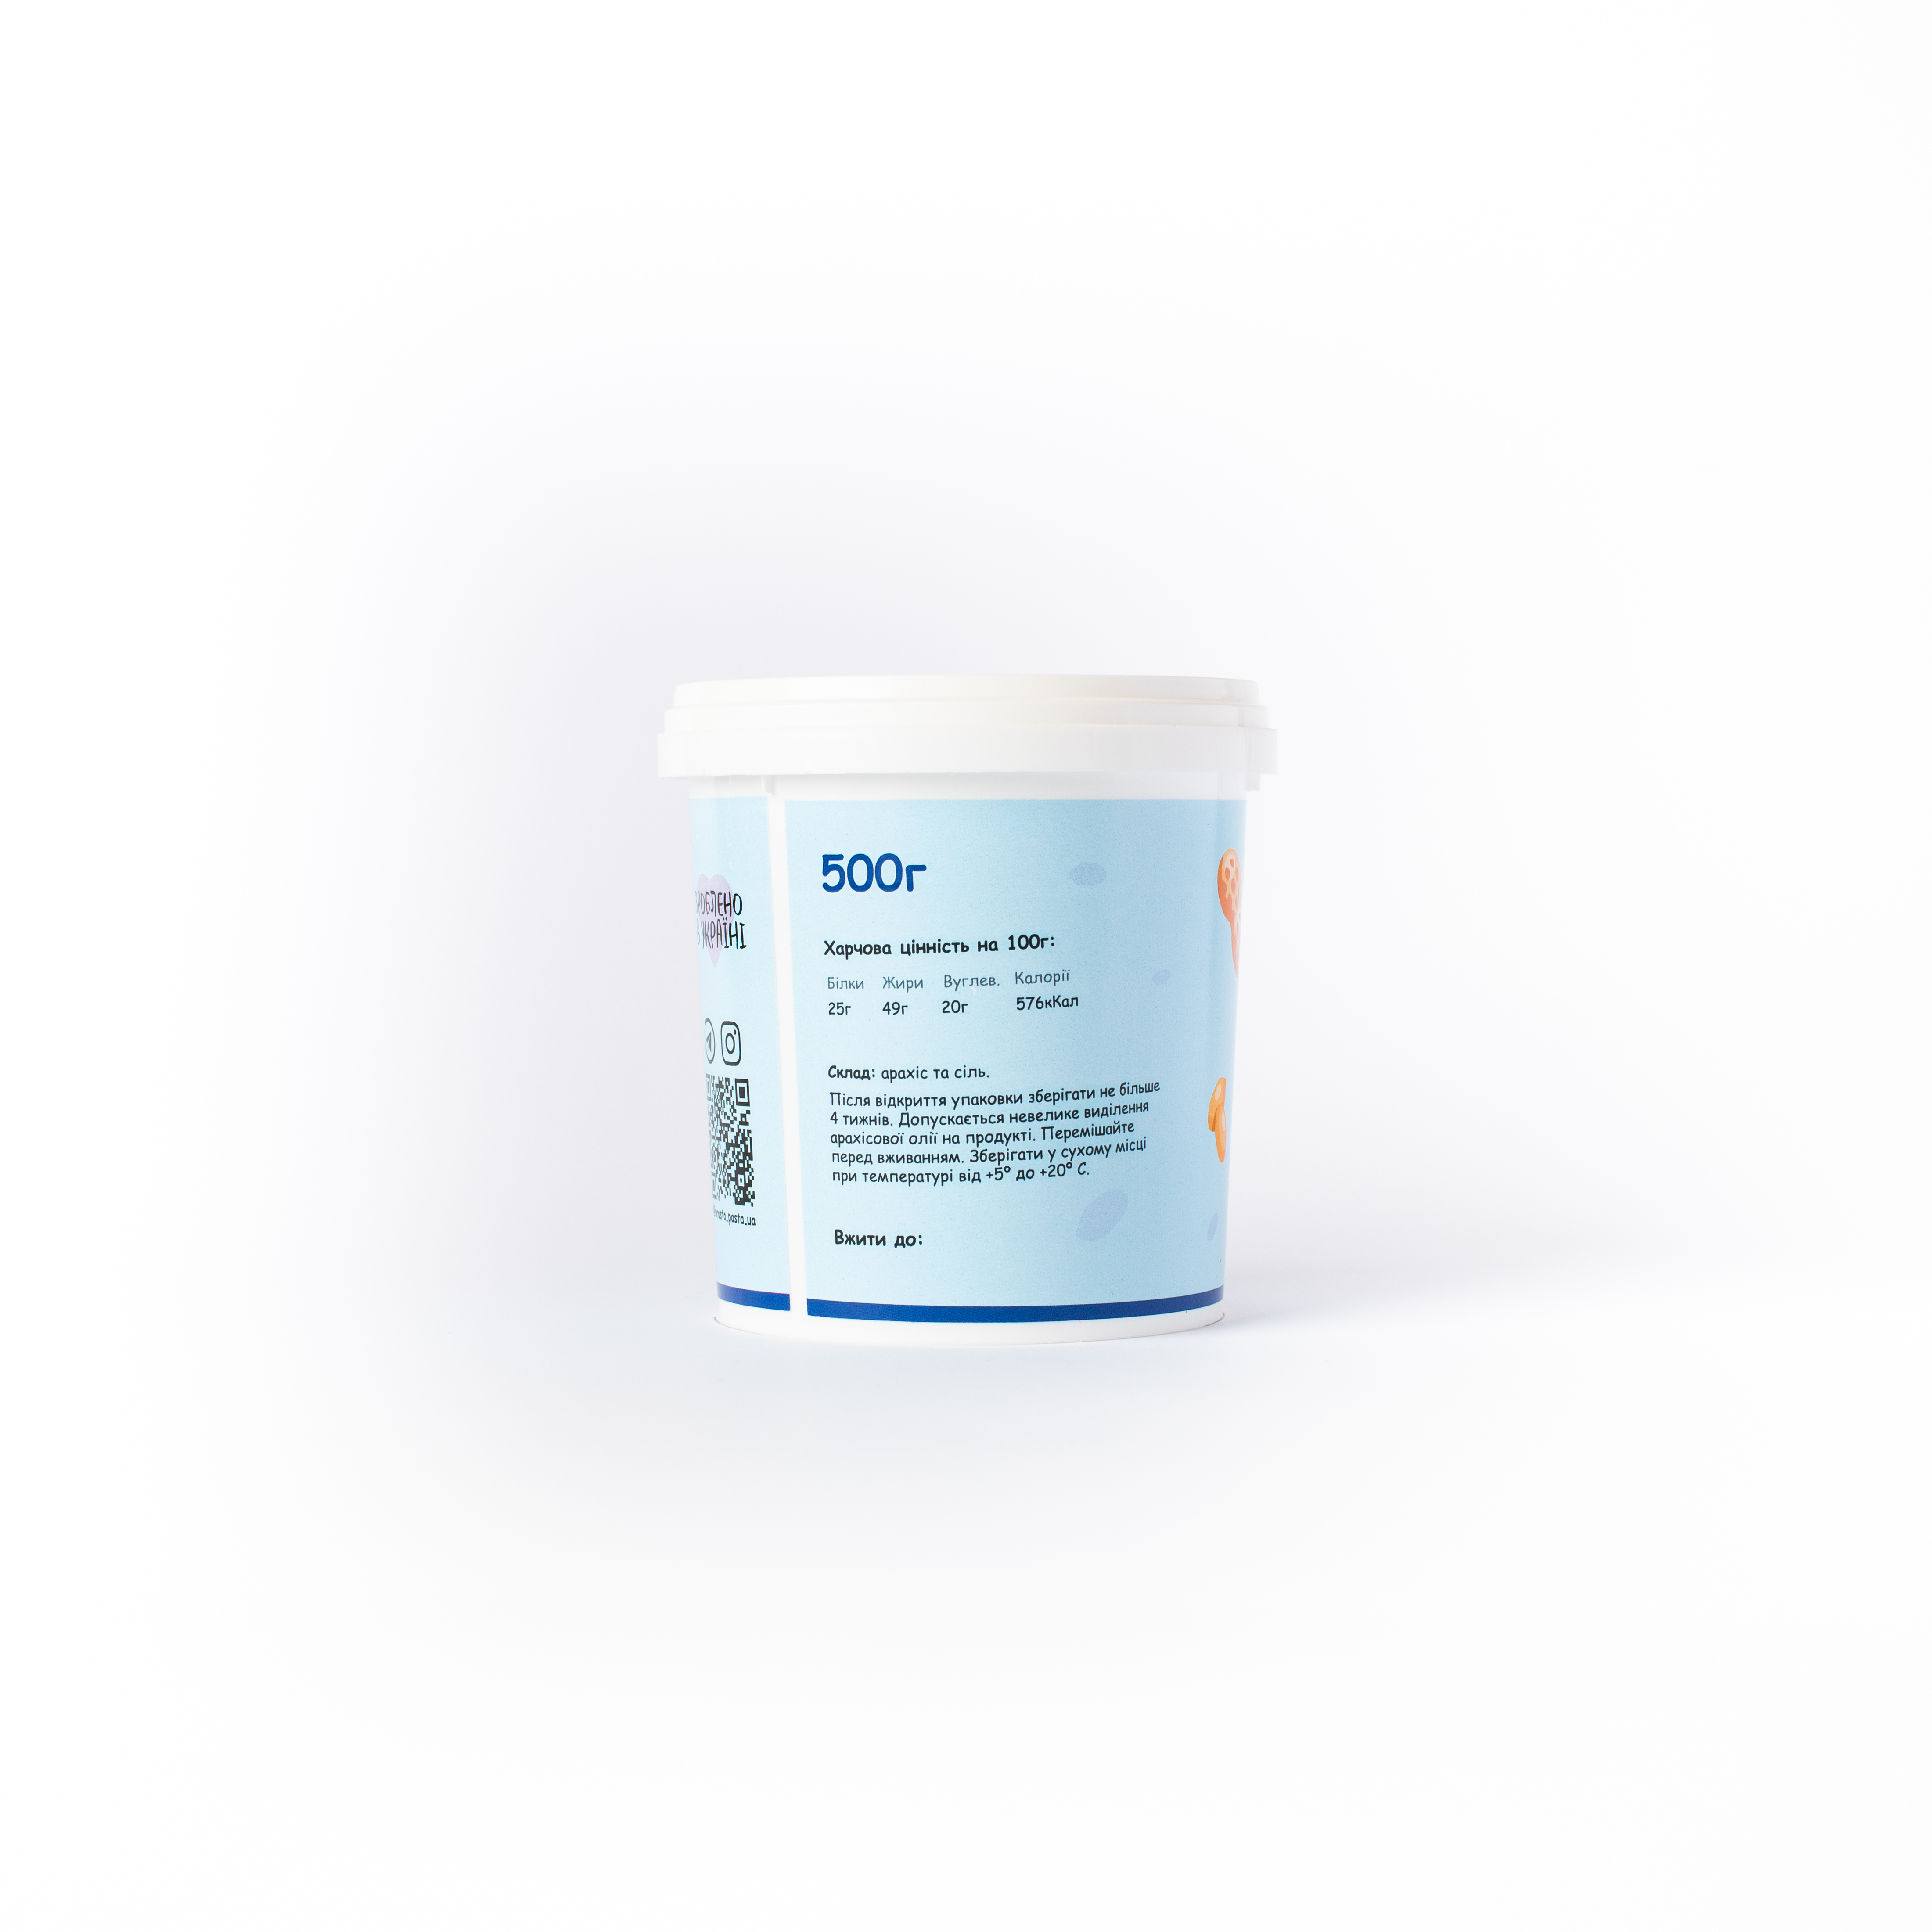 500г
Харчова цінність на 100г:
Білки Жири Вуглев. Калорії
25г 49г 20г 576кКал
Склад: арахіс та сіль.
Після відкриття упаковки зберігати не більше
4 тижнів. Допускається невелике виділення
арахісової олії на продукті. Перемішайте
перед вживанням. Зберігати у сухому місці
при температурі від +5° до +20° С.
Вжити до:
УКРАЇНІ